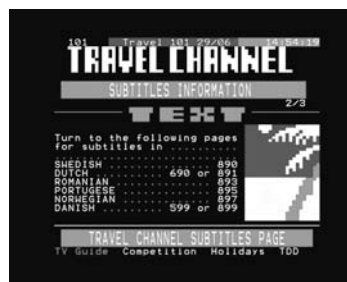 101 Travel 101 29/06 14:54:19
TRAVEL CHANNEL
SUBTITLES INFORMATION
2/3
TEXT
Turn to the following pages
for subtitles in ........
SWEDISH ............... 890
DUTCH ......... 690 or 891
ROMANIAN .............. 893
PORTUGESE ............. 895
NORWEGIAN ............. 897
DANISH ........ 599 or 899
TRAVEL CHANNEL SUBTITLES PAGE
TV Guide Competition Holidays TDD